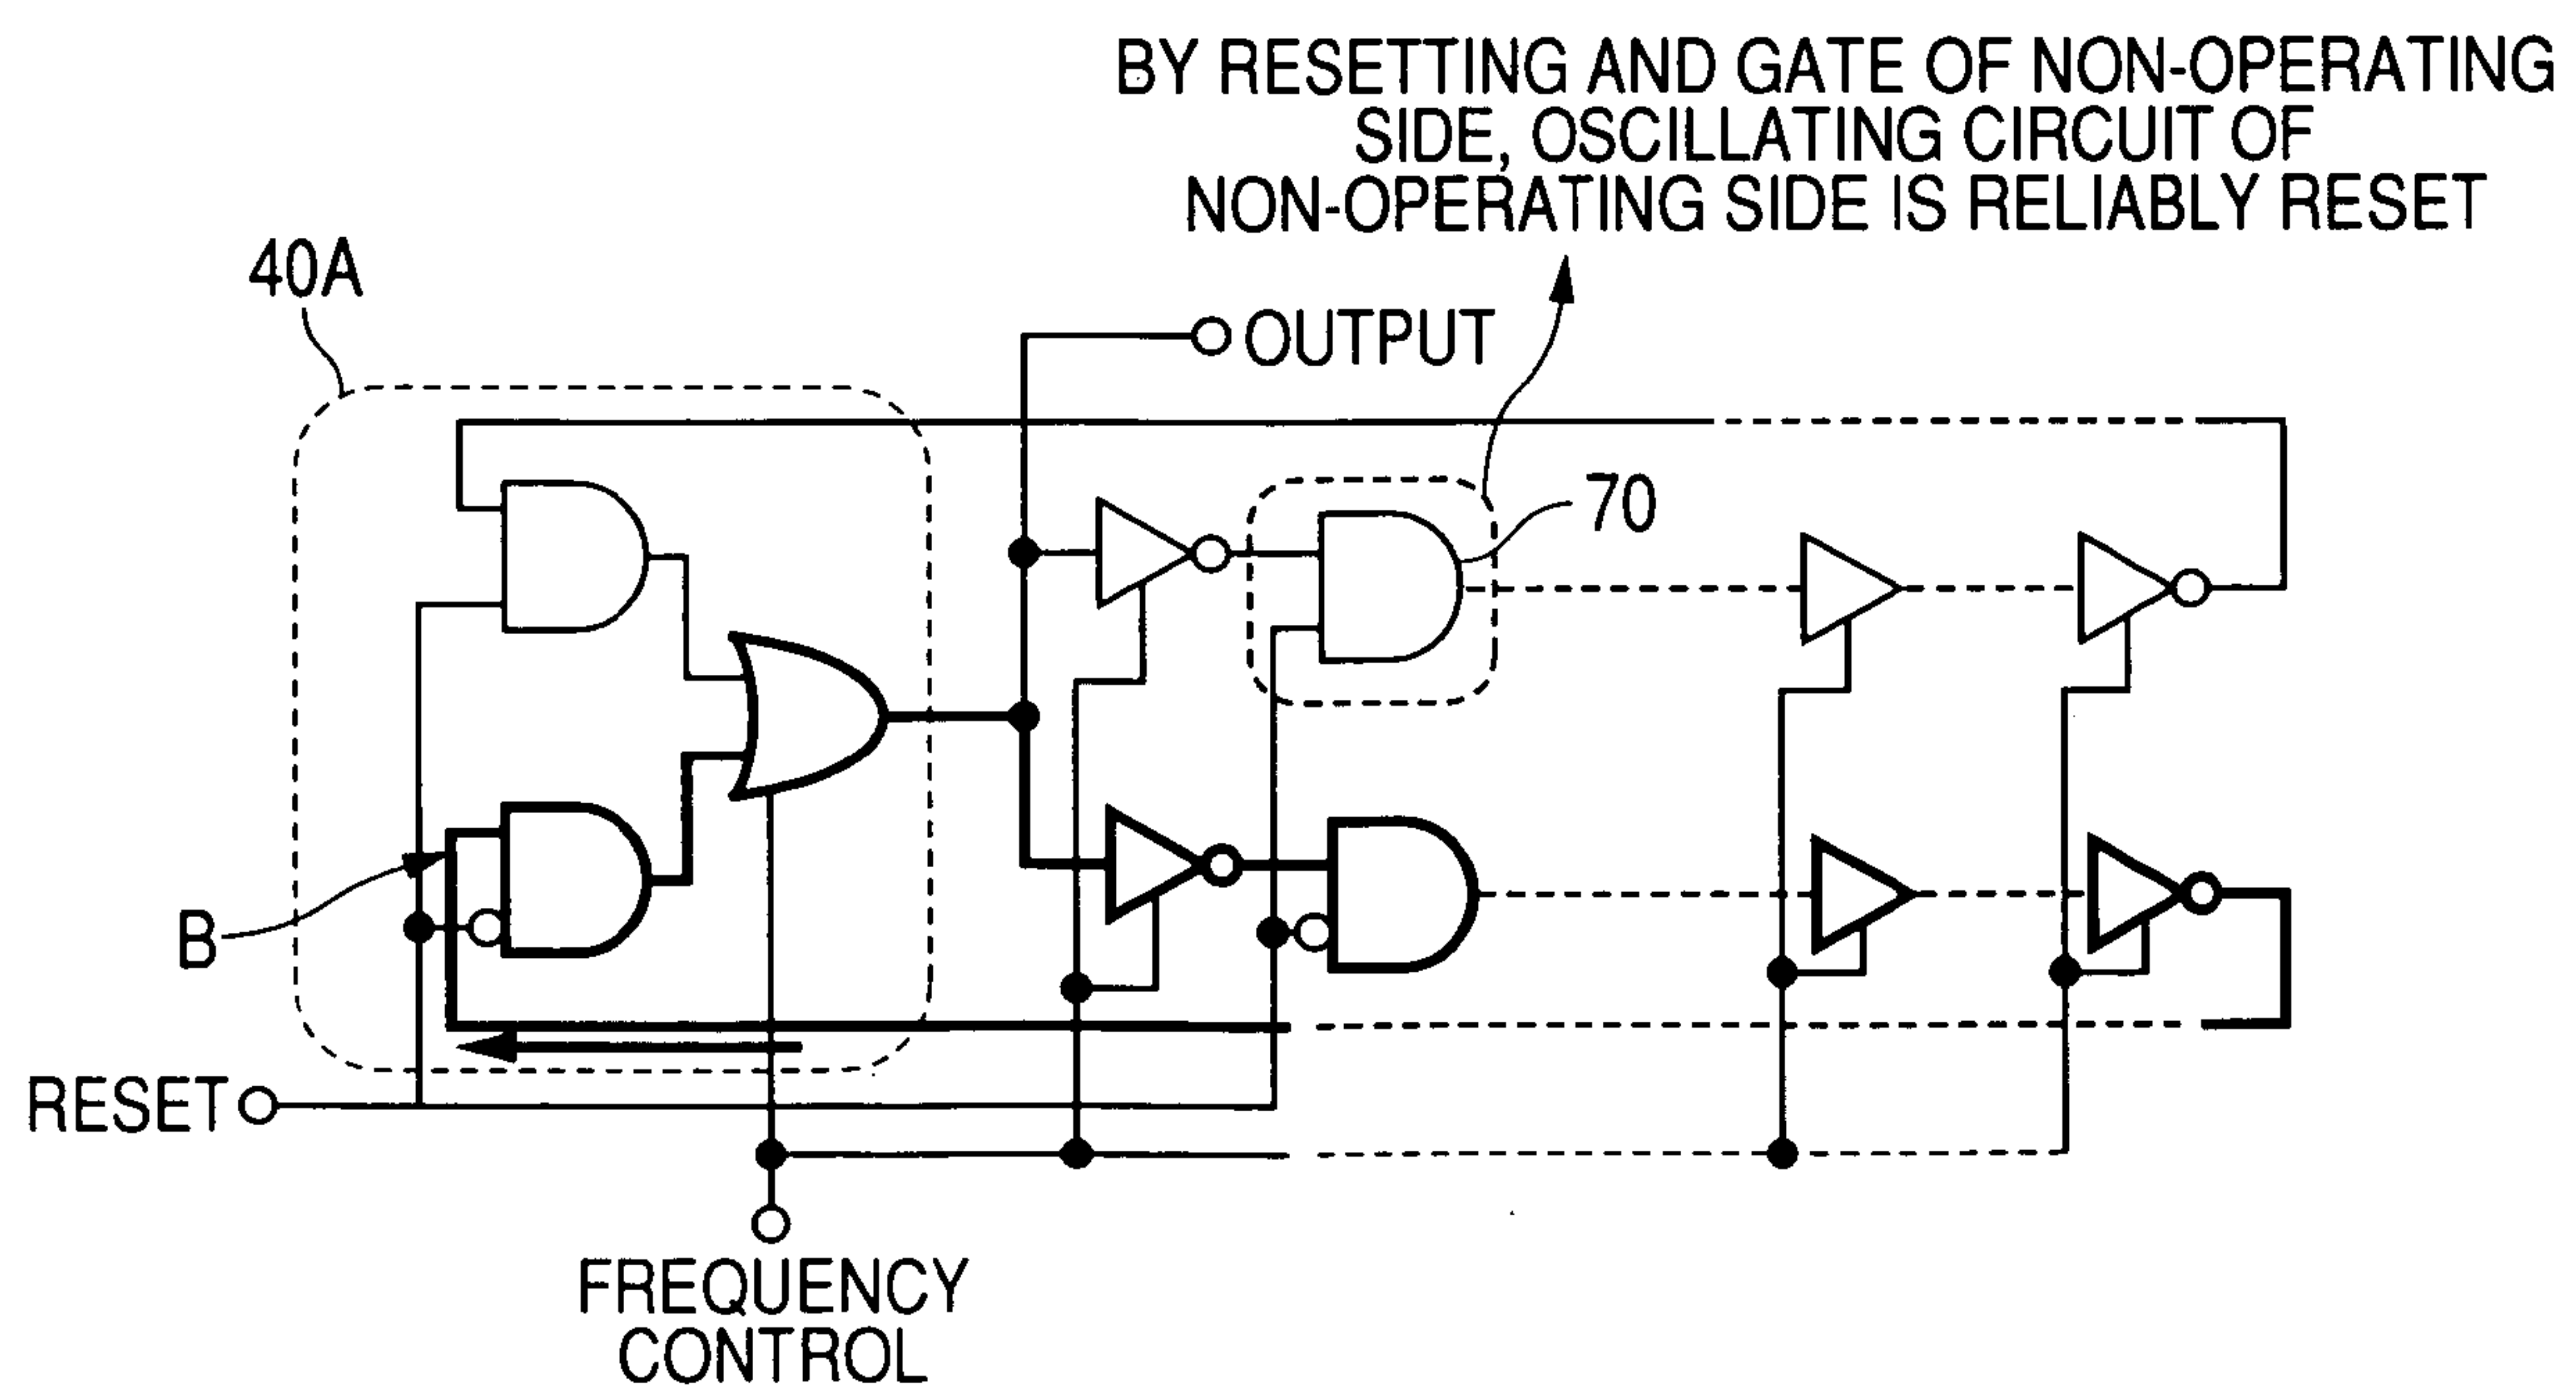 BY RESETTING AND GATE OF NON-OPERATING
SIDE, OSCILLATING CIRCUIT OF
NON-OPERATING SIDE IS RELIABLY RESET
40A
OUTPUT
70
B
RESET
FREQUENCY
CONTROL